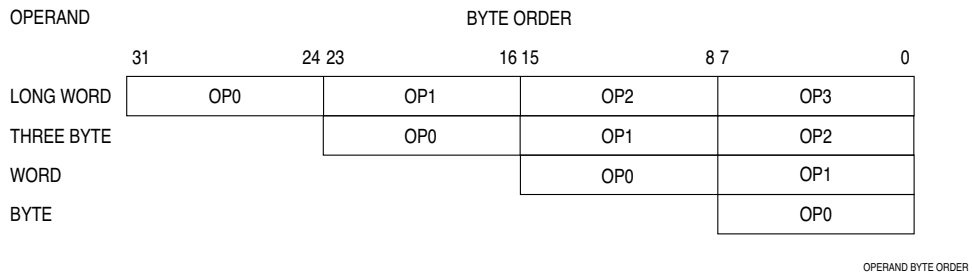 OPERAND BYTE ORDER
31 24 23 16 15 8 7 0
LONG WORD OP0 OP1 OP2 OP3
THREE BYTE OP0 OP1 OP2
WORD OP0 OP1
BYTE OP0
OPERAND BYTE ORDER